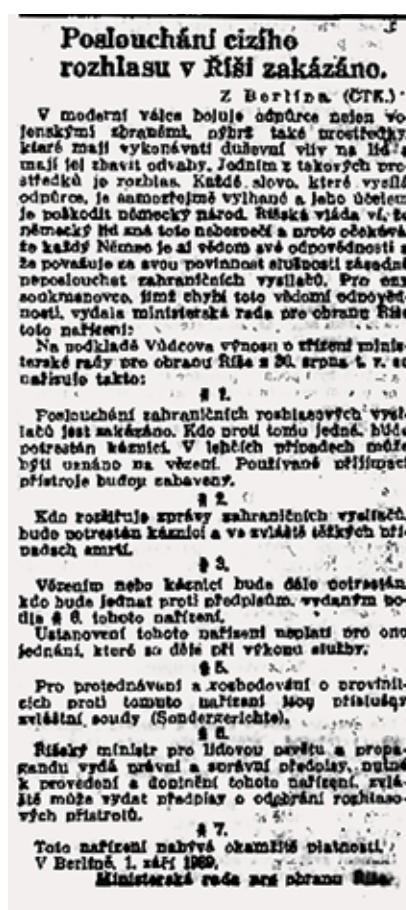 Poslouchání cizího
rozhlasu v Říši zakázáno.
Z Berlína (ČTK.)
V moderní válce bojuje odpůrce nejen vo-
jenskými zbraněmi, nýbrž také prostředky,
které mají vykonávati duševní vliv na lid a
mají jej zbavit odvahy. Jedním z takových pro-
středků je rozhlas. Každé slovo, které vysílá
odpůrce, je samozřejmě vylhané a jeho účelem
je poškodit německý národ. Říšská vláda ví, že
německý lid zná toto nebezpečí a proto očekává,
že každý Němec je si vědom své odpovědnosti a
že považuje za svou povinnost slušnosti zásadně
neposlouchat zahraničních vysílačů. Pro ony
soukmenovce, jimž chybí toto vědomí odpověd-
nosti, vydala ministerská rada pro obranu Říše
toto nařízení:
Na podkladě Vůdcova výnosu o zřízení minis-
terské rady pro obranu Říše z 30. srpna t. r. se
nařizuje takto:
§ 1.
Poslouchání zahraničních rozhlasových vysí-
lačů jest zakázáno. Kdo proti tomu jedná, bude
potrestán káznicí. V lehčích případech může
býti uznáno na vězení. Používané přijímací
přístroje budou zabaveny.
§ 2.
Kdo rozšiřuje zprávy zahraničních vysílačů,
bude potrestán káznicí a ve zvláště těžkých pří-
padech smrtí.
§ 3.
Vězením nebo káznicí bude dále potrestán,
kdo bude jednat proti předpisům, vydaným po-
dle § 6. tohoto nařízení.
Ustanovení tohoto nařízení neplatí pro ono
jednání, které se děje při výkonu služby.
§ 5.
Pro projednávání a rozhodování o provině-
cích proti tomuto nařízení jsou příslušny
zvláštní soudy (Sondergerichte).
§ 6.
Říšský ministr pro lidovou osvětu a propa-
gandu vydá právní a správní předpisy, nutné
k provedení a doplnění tohoto nařízení, zvlá-
ště může vydat předpisy o odebrání rozhlaso-
vých přístrojů.
§ 7.
Toto nařízení nabývá okamžité platnosti.
V Berlíně, 1. září 1939.
Ministerská rada pro obranu Říše.